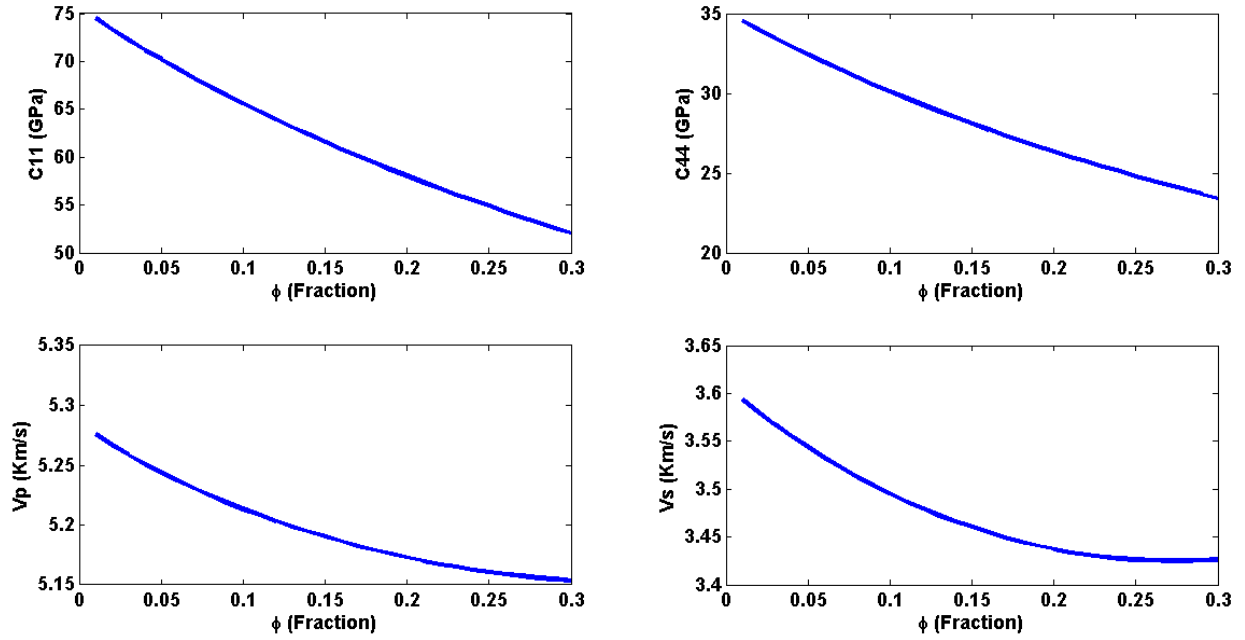 75
70
65
60
55
50
C11 (GPa)
0 0.05 0.1 0.15 0.2 0.25 0.3
ϕ (Fraction)
35
30
25
20
C44 (GPa)
0 0.05 0.1 0.15 0.2 0.25 0.3
ϕ (Fraction)
5.35
5.3
5.25
5.2
5.15
Vp (Km/s)
0 0.05 0.1 0.15 0.2 0.25 0.3
ϕ (Fraction)
3.65
3.6
3.55
3.5
3.45
3.4
Vs (Km/s)
0 0.05 0.1 0.15 0.2 0.25 0.3
ϕ (Fraction)